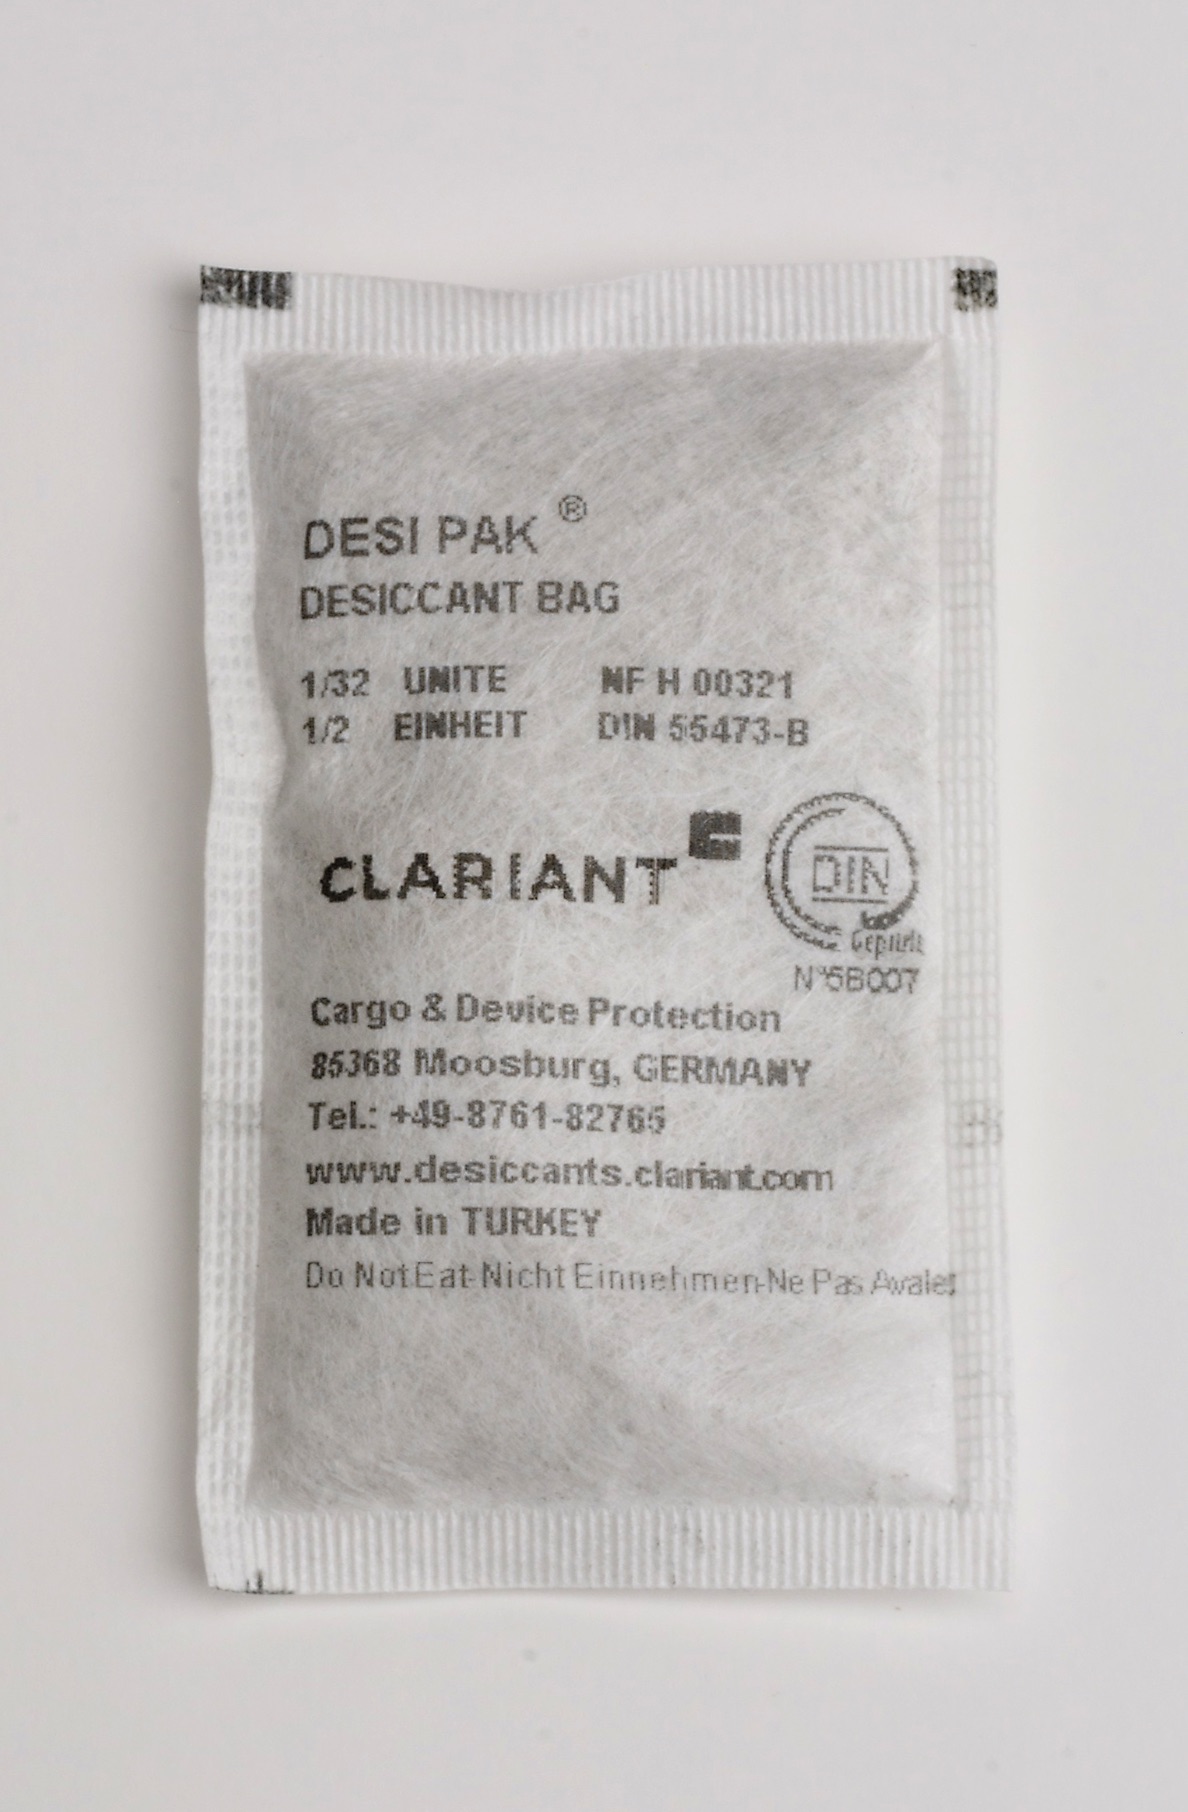 DESI PAK ®
DESICCANT BAG
1/32 UNITE NF H 00321
1/2 EINHEIT DIN 55473-B
CLARIANT
DIN
Geprüft
N°5B007
Cargo & Device Protection
85368 Moosburg, GERMANY
Tel.: +49-8761-82765
www.desiccants.clariant.com
Made in TURKEY
Do Not Eat-Nicht Einnehmen-Ne Pas Avaler